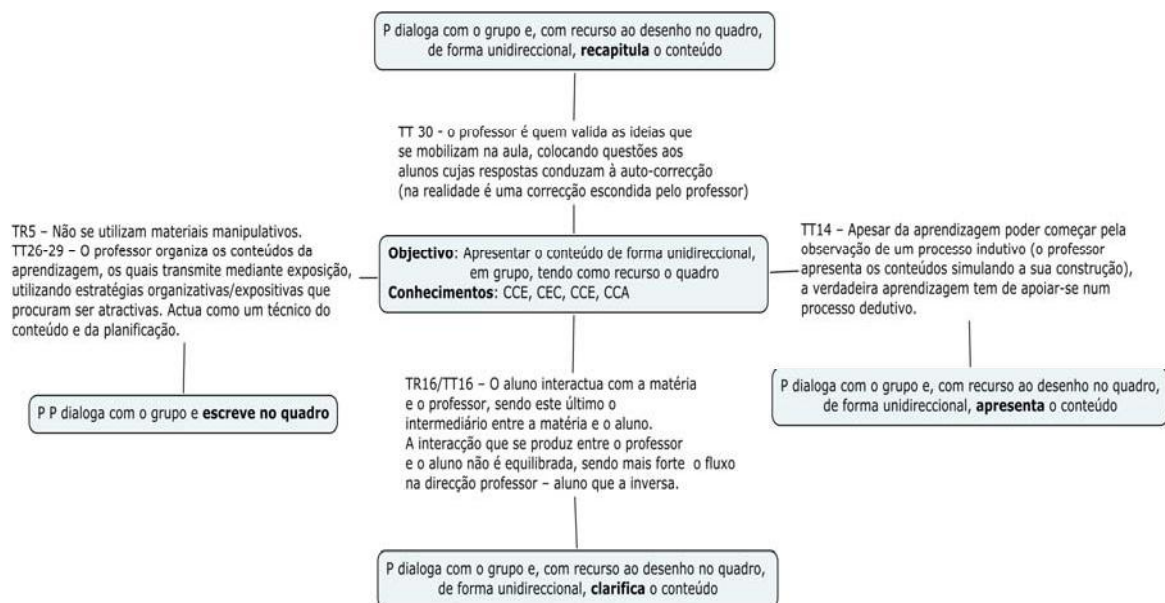 P dialoga com o grupo e, com recurso ao desenho no quadro,
de forma unidireccional, recapitula o conteúdo
TT 30 - o professor é quem valida as ideias que
se mobilizam na aula, colocando questões aos
alunos cujas respostas conduzam à auto-correcção
(na realidade é uma correcção escondida pelo professor)
TR5 – Não se utilizam materiais manipulativos.
TT26-29 – O professor organiza os conteúdos da
aprendizagem, os quais transmite mediante exposição,
utilizando estratégias organizativas/expositivas que
procuram ser atractivas. Actua como um técnico do
conteúdo e da planificação.
Objectivo: Apresentar o conteúdo de forma unidireccional,
em grupo, tendo como recurso o quadro
Conhecimentos: CCE, CEC, CCE, CCA
TT14 – Apesar da aprendizagem poder começar pela
observação de um processo indutivo (o professor
apresenta os conteúdos simulando a sua construção),
a verdadeira aprendizagem tem de apoiar-se num
processo dedutivo.
P P dialoga com o grupo e escreve no quadro
TR16/TT16 – O aluno interactua com a matéria
e o professor, sendo este último o
intermediário entre a matéria e o aluno.
A interacção que se produz entre o professor
e o aluno não é equilibrada, sendo mais forte o fluxo
na direcção professor – aluno que a inversa.
P dialoga com o grupo e, com recurso ao desenho no quadro,
de forma unidireccional, apresenta o conteúdo
P dialoga com o grupo e, com recurso ao desenho no quadro,
de forma unidireccional, clarifica o conteúdo